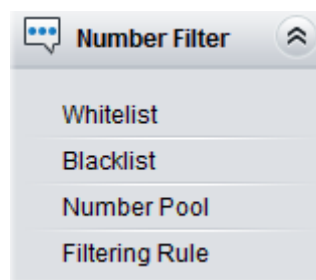 Number Filter
Whitelist
Blacklist
Number Pool
Filtering Rule